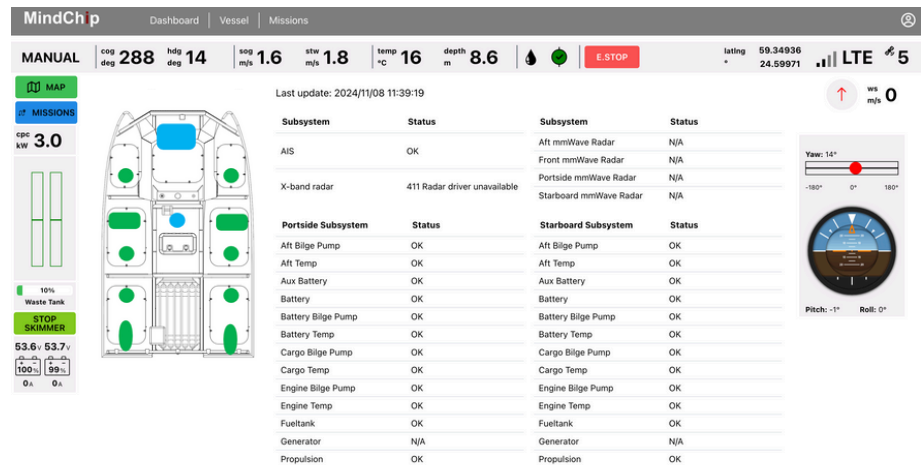 MindChip Dashboard Vessel Missions
MANUAL cog deg 288 hdg deg 14 sog m/s 1.6 stw m/s 1.8 temp °C 16 depth m 8.6 E.STOP latlng ° 59.34936 24.59971 LTE 5
MAP
MISSIONS
cpc kW 3.0
10%
Waste Tank
STOP SKIMMER
53.6v 53.7v
100% 99%
0A 0A
Last update: 2024/11/08 11:39:19
Subsystem Status
AIS OK
X-band radar 411 Radar driver unavailable
Subsystem Status
Aft mmWave Radar N/A
Front mmWave Radar N/A
Portside mmWave Radar N/A
Starboard mmWave Radar N/A
Portside Subsystem Status
Aft Bilge Pump OK
Aft Temp OK
Aux Battery OK
Battery OK
Battery Bilge Pump OK
Battery Temp OK
Cargo Bilge Pump OK
Cargo Temp OK
Engine Bilge Pump OK
Engine Temp OK
Fueltank OK
Generator N/A
Propulsion OK
Starboard Subsystem Status
Aft Bilge Pump OK
Aft Temp OK
Aux Battery OK
Battery OK
Battery Bilge Pump OK
Battery Temp OK
Cargo Bilge Pump OK
Cargo Temp OK
Engine Bilge Pump OK
Engine Temp OK
Fueltank OK
Generator N/A
Propulsion OK
ws m/s 0
Yaw: 14°
-180° 0° 180°
Pitch: -1° Roll: 0°